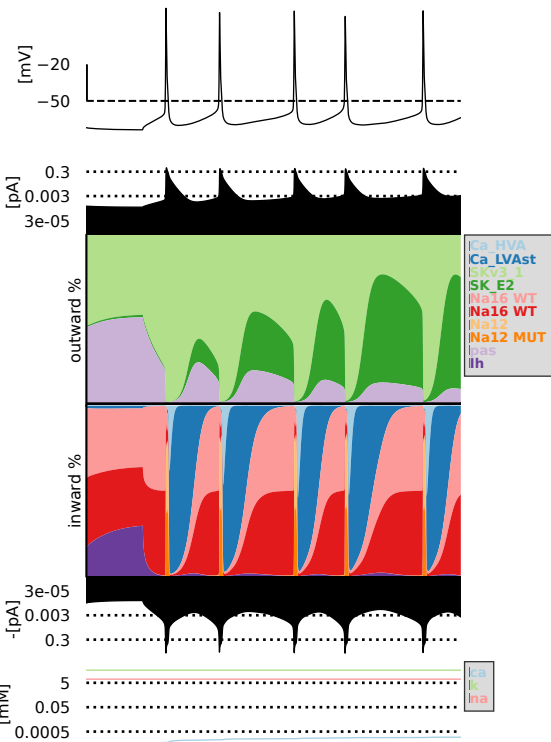 [mV]
−20
−50
[pA]
0.3
0.003
3e-05
outward %
Ca_HVA
Ca_LVAst
SKv3_1
SK_E2
Na16 WT
Na16 WT
Na12
Na12 MUT
pas
Ih
inward %
3e-05
0.003
0.3
-[pA]
ca
k
na
[mM]
5
0.05
0.0005